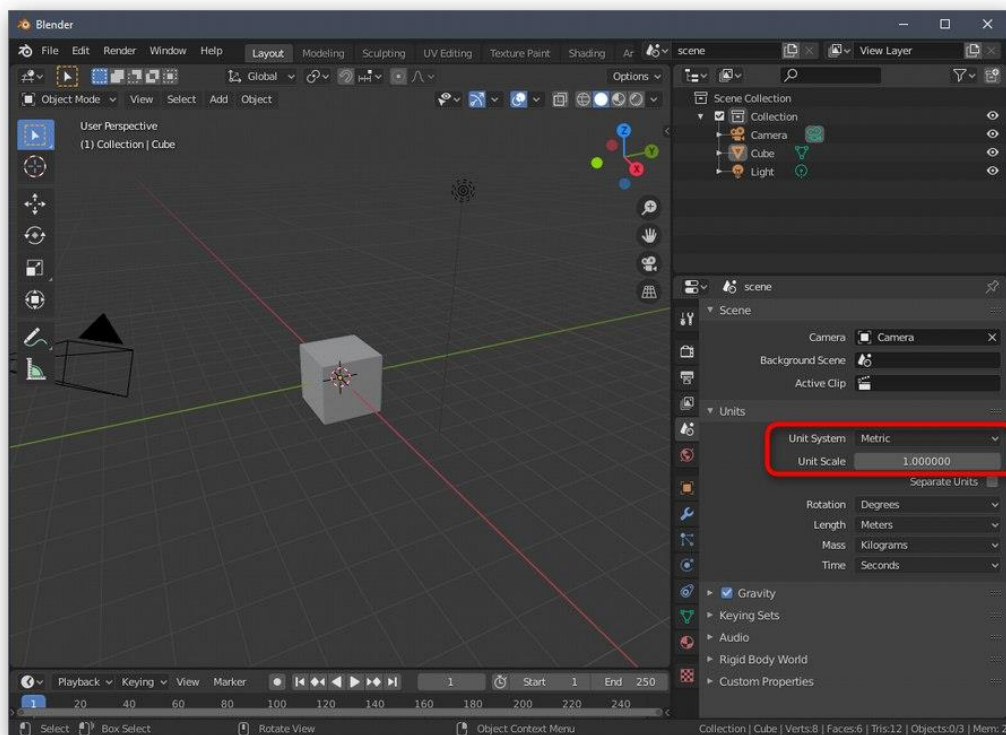 Blender
File Edit Render Window Help Layout Modeling Sculpting UV Editing Texture Paint Shading Ar scene View Layer
Global Options
Object Mode View Select Add Object
User Perspective
(1) Collection | Cube
Z
Y
X
Scene Collection
Collection
Camera
Cube
Light
scene
Scene
Camera Camera
Background Scene
Active Clip
Units
Unit System Metric
Unit Scale 1.000000
Separate Units
Rotation Degrees
Length Meters
Mass Kilograms
Time Seconds
Gravity
Keying Sets
Audio
Rigid Body World
Custom Properties
Playback Keying View Marker 1 Start 1 End 250
1 20 40 60 80 100 120 140 160 180 200 220 240
Select Box Select Rotate View Object Context Menu Collection | Cube | Verts:8 | Faces:6 | Tris:12 | Objects:0/3 | Mem: 2